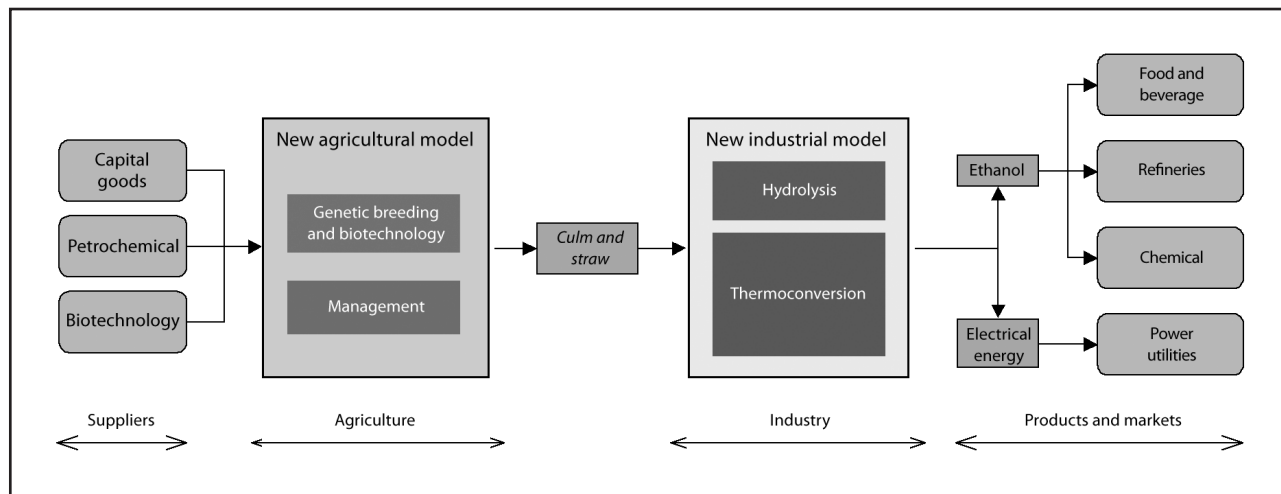 Capital
goods
Petrochemical
Biotechnology
Suppliers
New agricultural model
Genetic breeding
and biotechnology
Management
Agriculture
Culm and
straw
New industrial model
Hydrolysis
Thermoconversion
Industry
Ethanol
Electrical
energy
Food and
beverage
Refineries
Chemical
Power
utilities
Products and markets